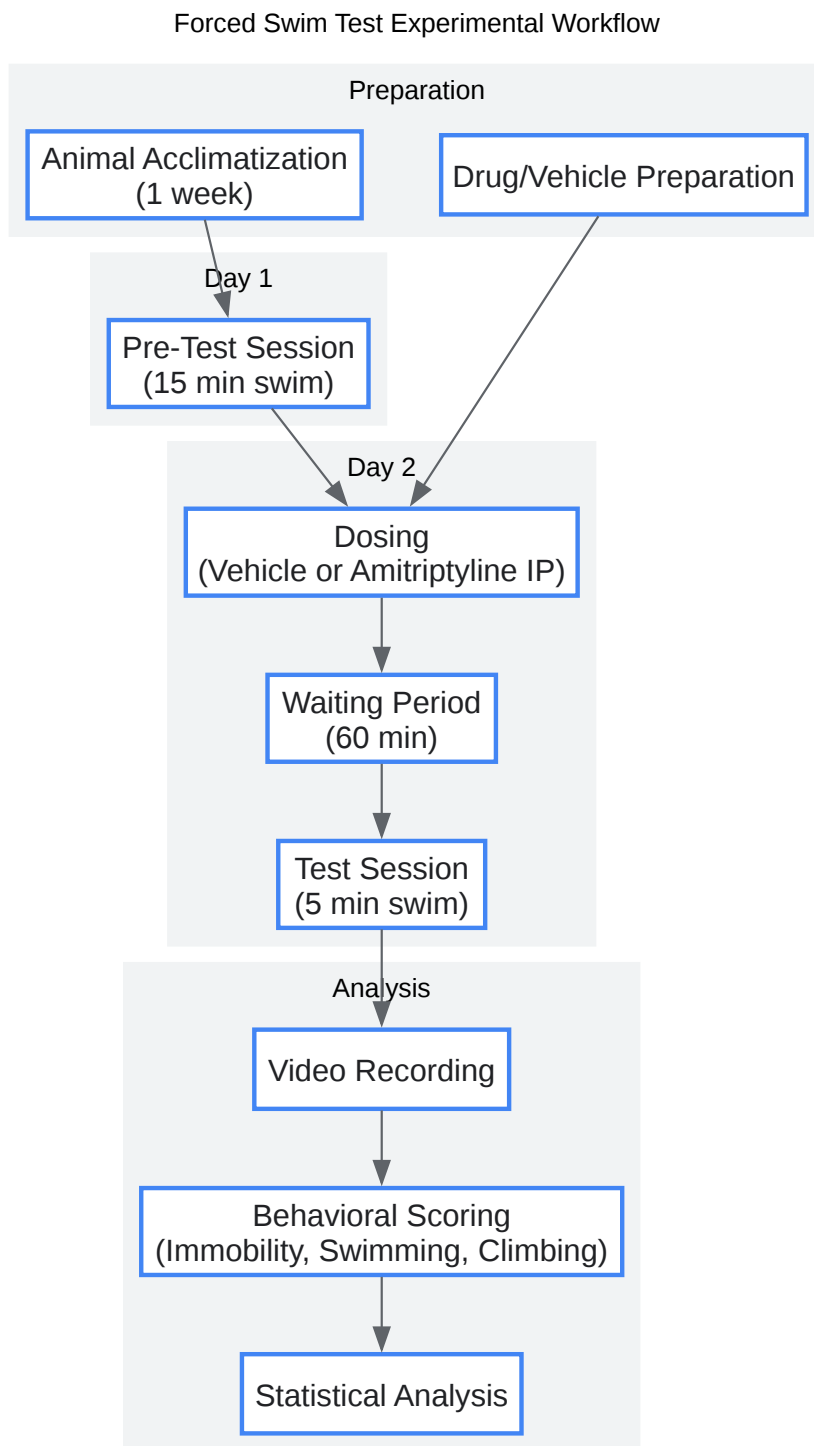 Forced Swim Test Experimental Workflow
Preparation
Animal Acclimatization
(1 week)
Drug/Vehicle Preparation
Day 1
Pre-Test Session
(15 min swim)
Day 2
Dosing
(Vehicle or Amitriptyline IP)
Waiting Period
(60 min)
Test Session
(5 min swim)
Analysis
Video Recording
Behavioral Scoring
(Immobility, Swimming, Climbing)
Statistical Analysis